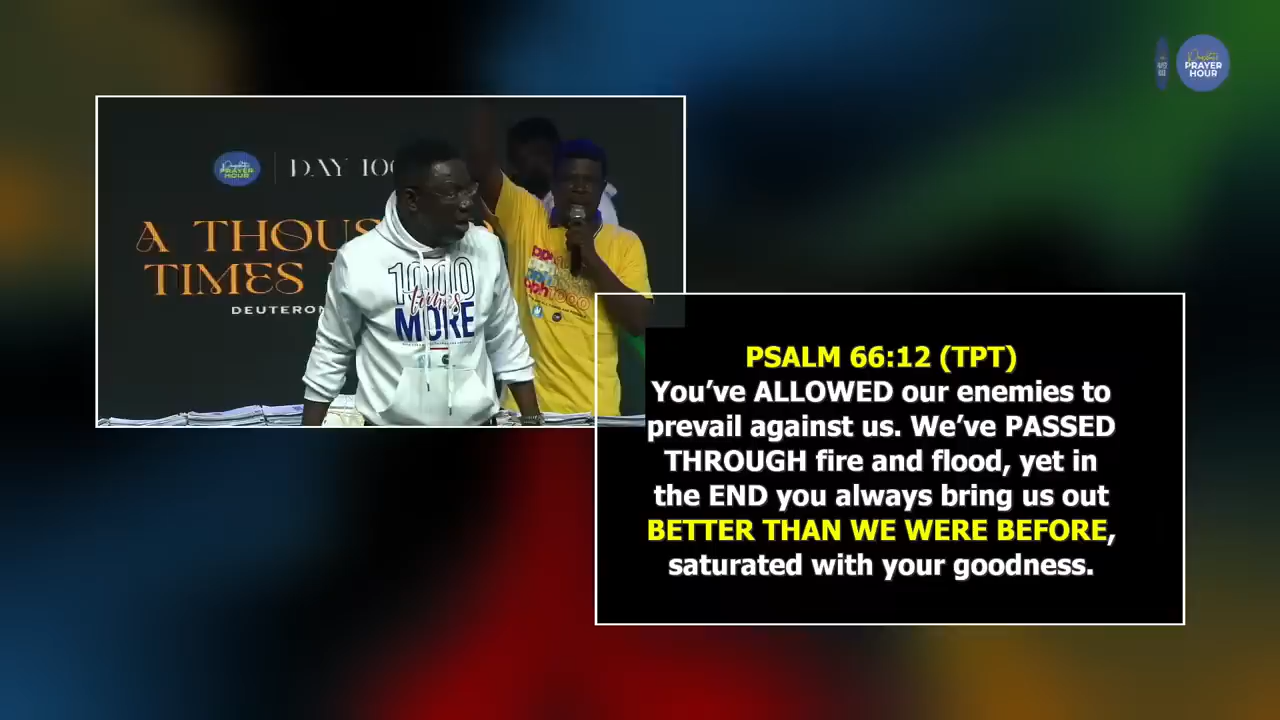 PRAYER
HOUR
PRAYER
HOUR
DAY 100
A THOUS
TIMES
DEUTERON
1000
times
MORE
pph1000
PSALM 66:12 (TPT)
You’ve ALLOWED our enemies to
prevail against us. We’ve PASSED
THROUGH fire and flood, yet in
the END you always bring us out
BETTER THAN WE WERE BEFORE,
saturated with your goodness.